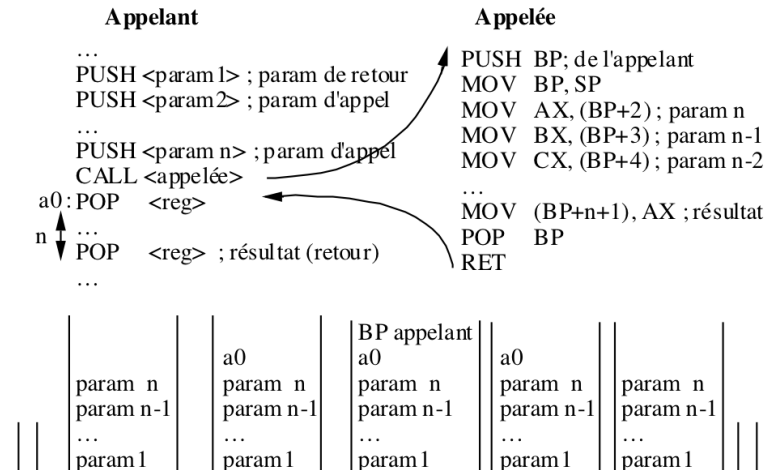 Appelant
…
PUSH <param1> ; param de retour
PUSH <param2> ; param d'appel
…
PUSH <param n> ; param d'appel
CALL <appelée>
a0: POP <reg>
n
…
POP <reg> ; résultat (retour)
…
Appelée
PUSH BP; de l'appelant
MOV BP, SP
MOV AX, (BP+2) ; param n
MOV BX, (BP+3) ; param n-1
MOV CX, (BP+4) ; param n-2
…
MOV (BP+n+1), AX ; résultat
POP BP
RET
param n
param n-1
…
param1
a0
param n
param n-1
…
param1
BP appelant
a0
param n
param n-1
…
param1
a0
param n
param n-1
…
param1
param n
param n-1
…
param1